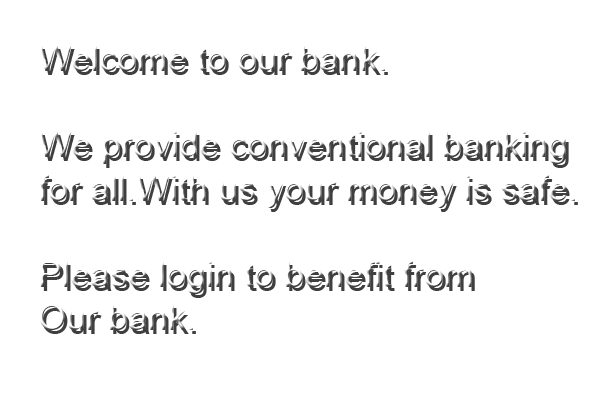 Welcome to our bank.
We provide conventional banking
for all.With us your money is safe.
Please login to benefit from
Our bank.